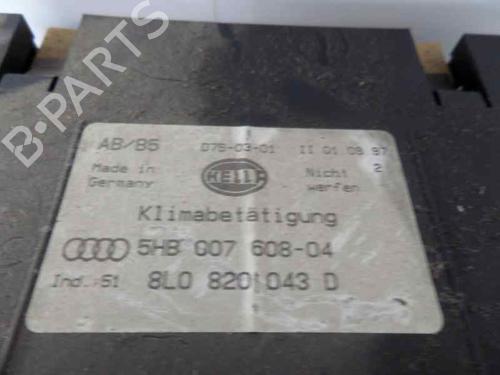 B-PARTS
AB/B5 D75-03-01 II 01.09.97
Made in Germany
HELLA
Nicht werfen
2
Klimabetätigung
5HB 007 608-04
Ind.: S1 8L0 820 043 D